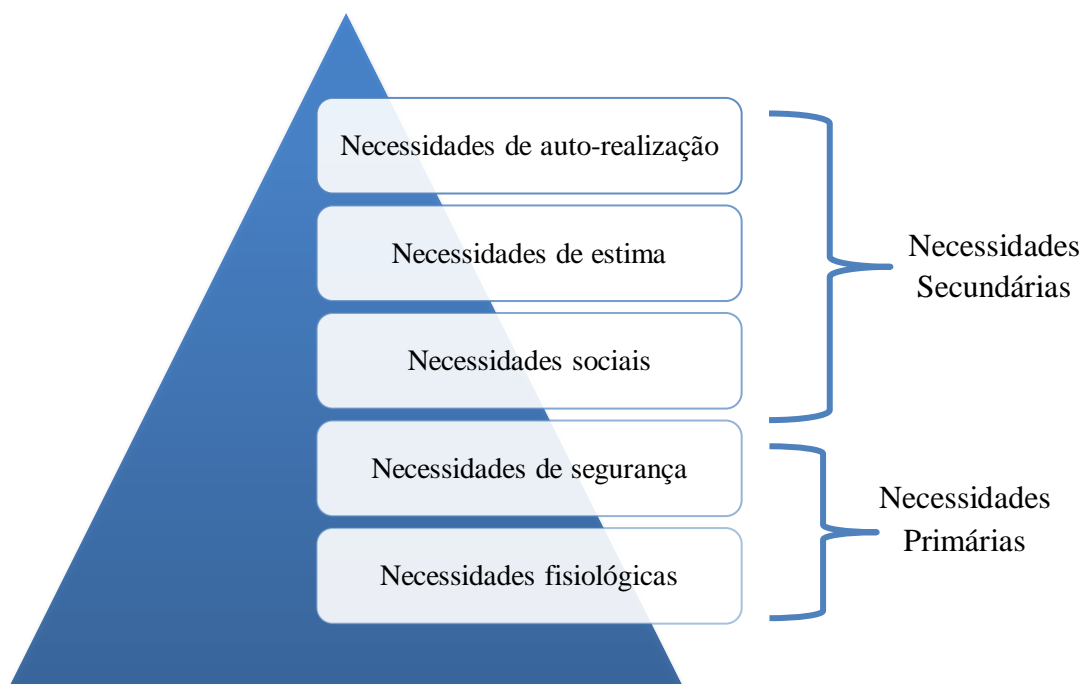 Necessidades de auto-realização
Necessidades de estima
Necessidades sociais
Necessidades de segurança
Necessidades fisiológicas
Necessidades
Secundárias
Necessidades
Primárias